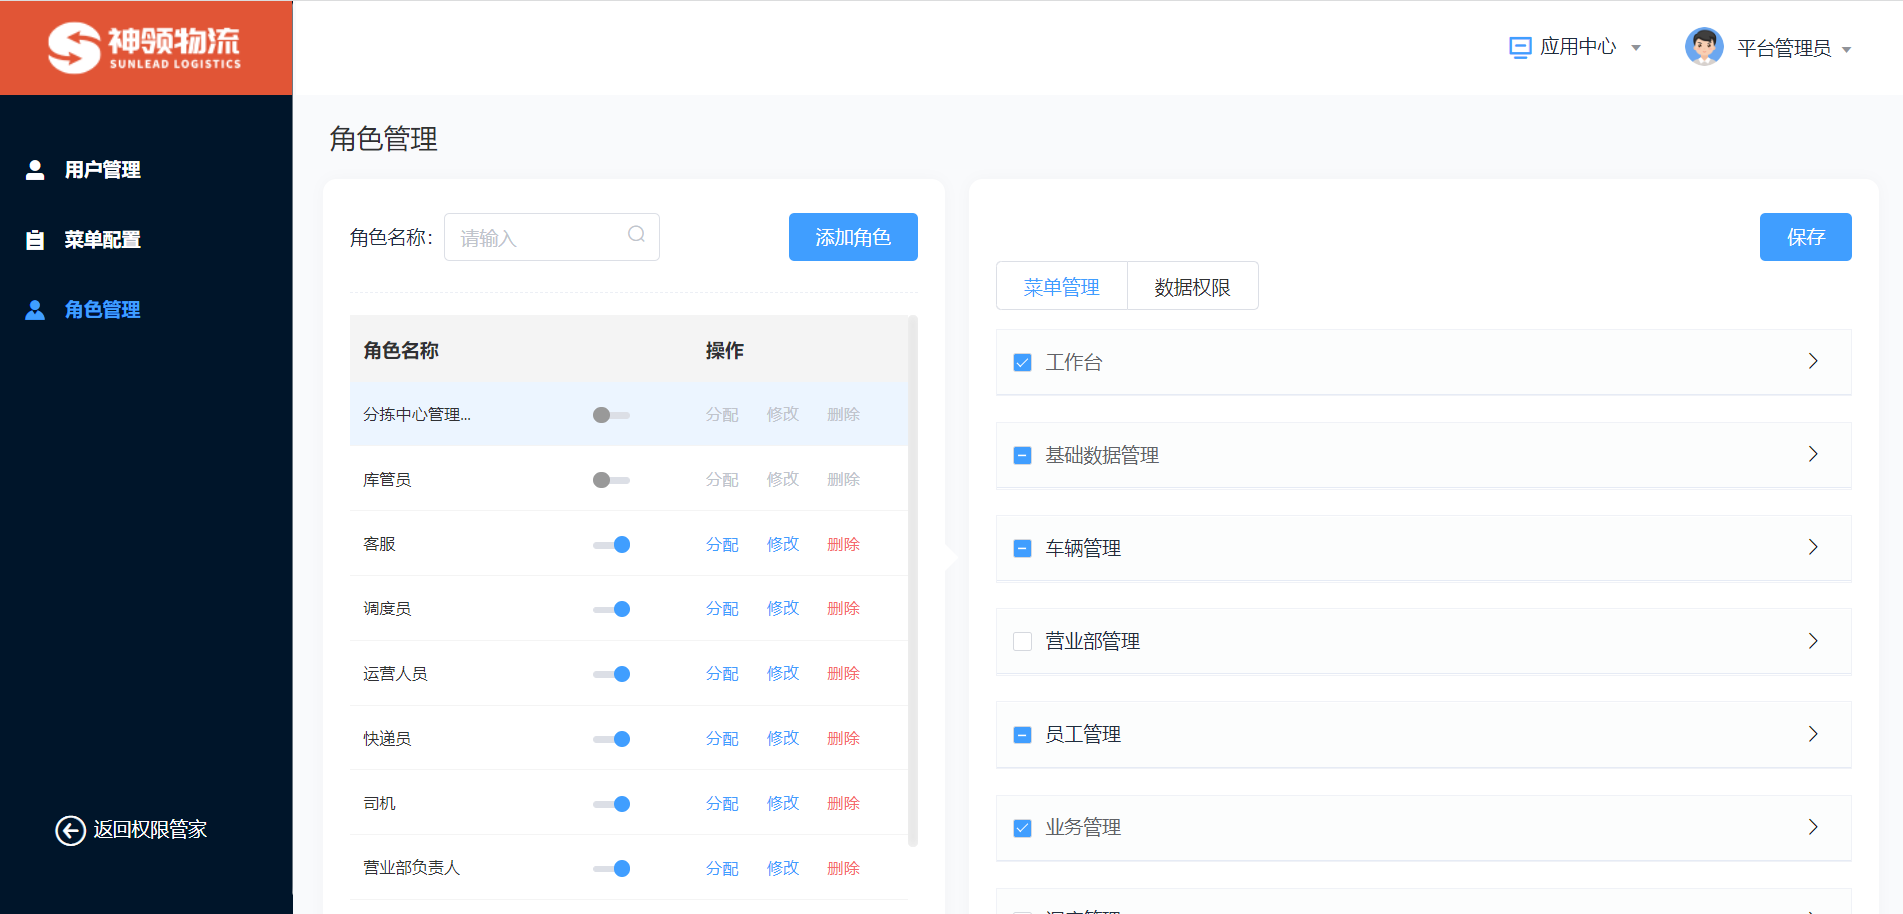 神领物流
SUNLEAD LOGISTICS
应用中心
平台管理员
用户管理
菜单配置
角色管理
返回权限管家
角色管理
角色名称：
请输入
添加角色
角色名称 操作
分拣中心管理... 分配 修改 删除
库管员 分配 修改 删除
客服 分配 修改 删除
调度员 分配 修改 删除
运营人员 分配 修改 删除
快递员 分配 修改 删除
司机 分配 修改 删除
营业部负责人 分配 修改 删除
保存
菜单管理 数据权限
工作台
基础数据管理
车辆管理
营业部管理
员工管理
业务管理